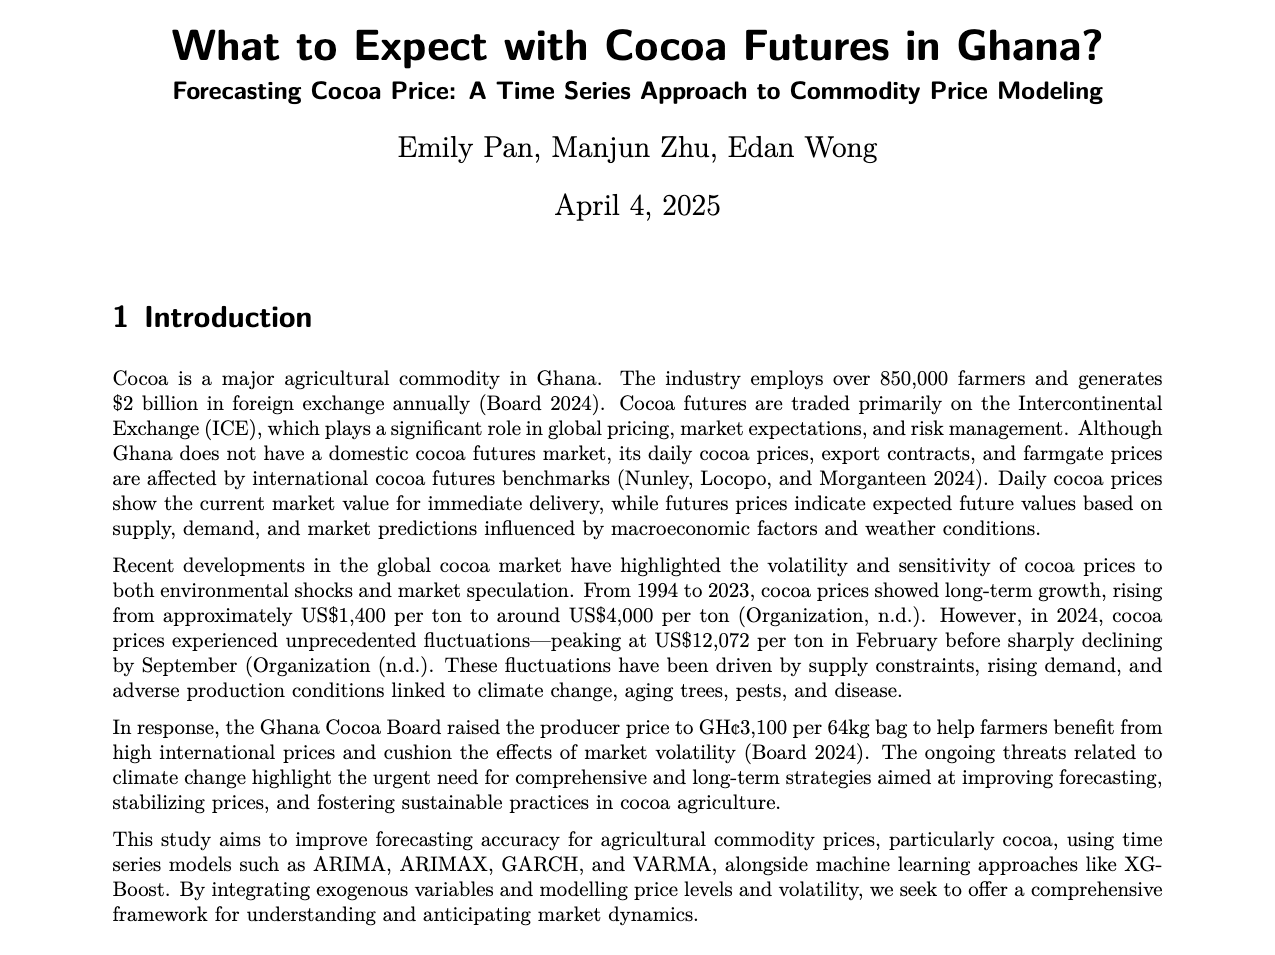 What to Expect with Cocoa Futures in Ghana?
Forecasting Cocoa Price: A Time Series Approach to Commodity Price Modeling
Emily Pan, Manjun Zhu, Edan Wong
April 4, 2025
1 Introduction
Cocoa is a major agricultural commodity in Ghana. The industry employs over 850,000 farmers and generates
$2 billion in foreign exchange annually (Board 2024). Cocoa futures are traded primarily on the Intercontinental
Exchange (ICE), which plays a significant role in global pricing, market expectations, and risk management. Although
Ghana does not have a domestic cocoa futures market, its daily cocoa prices, export contracts, and farmgate prices
are affected by international cocoa futures benchmarks (Nunley, Locopo, and Morganteen 2024). Daily cocoa prices
show the current market value for immediate delivery, while futures prices indicate expected future values based on
supply, demand, and market predictions influenced by macroeconomic factors and weather conditions.
Recent developments in the global cocoa market have highlighted the volatility and sensitivity of cocoa prices to
both environmental shocks and market speculation. From 1994 to 2023, cocoa prices showed long-term growth, rising
from approximately US$1,400 per ton to around US$4,000 per ton (Organization, n.d.). However, in 2024, cocoa
prices experienced unprecedented fluctuations—peaking at US$12,072 per ton in February before sharply declining
by September (Organization (n.d.). These fluctuations have been driven by supply constraints, rising demand, and
adverse production conditions linked to climate change, aging trees, pests, and disease.
In response, the Ghana Cocoa Board raised the producer price to GH¢3,100 per 64kg bag to help farmers benefit from
high international prices and cushion the effects of market volatility (Board 2024). The ongoing threats related to
climate change highlight the urgent need for comprehensive and long-term strategies aimed at improving forecasting,
stabilizing prices, and fostering sustainable practices in cocoa agriculture.
This study aims to improve forecasting accuracy for agricultural commodity prices, particularly cocoa, using time
series models such as ARIMA, ARIMAX, GARCH, and VARMA, alongside machine learning approaches like XG-
Boost. By integrating exogenous variables and modelling price levels and volatility, we seek to offer a comprehensive
framework for understanding and anticipating market dynamics.